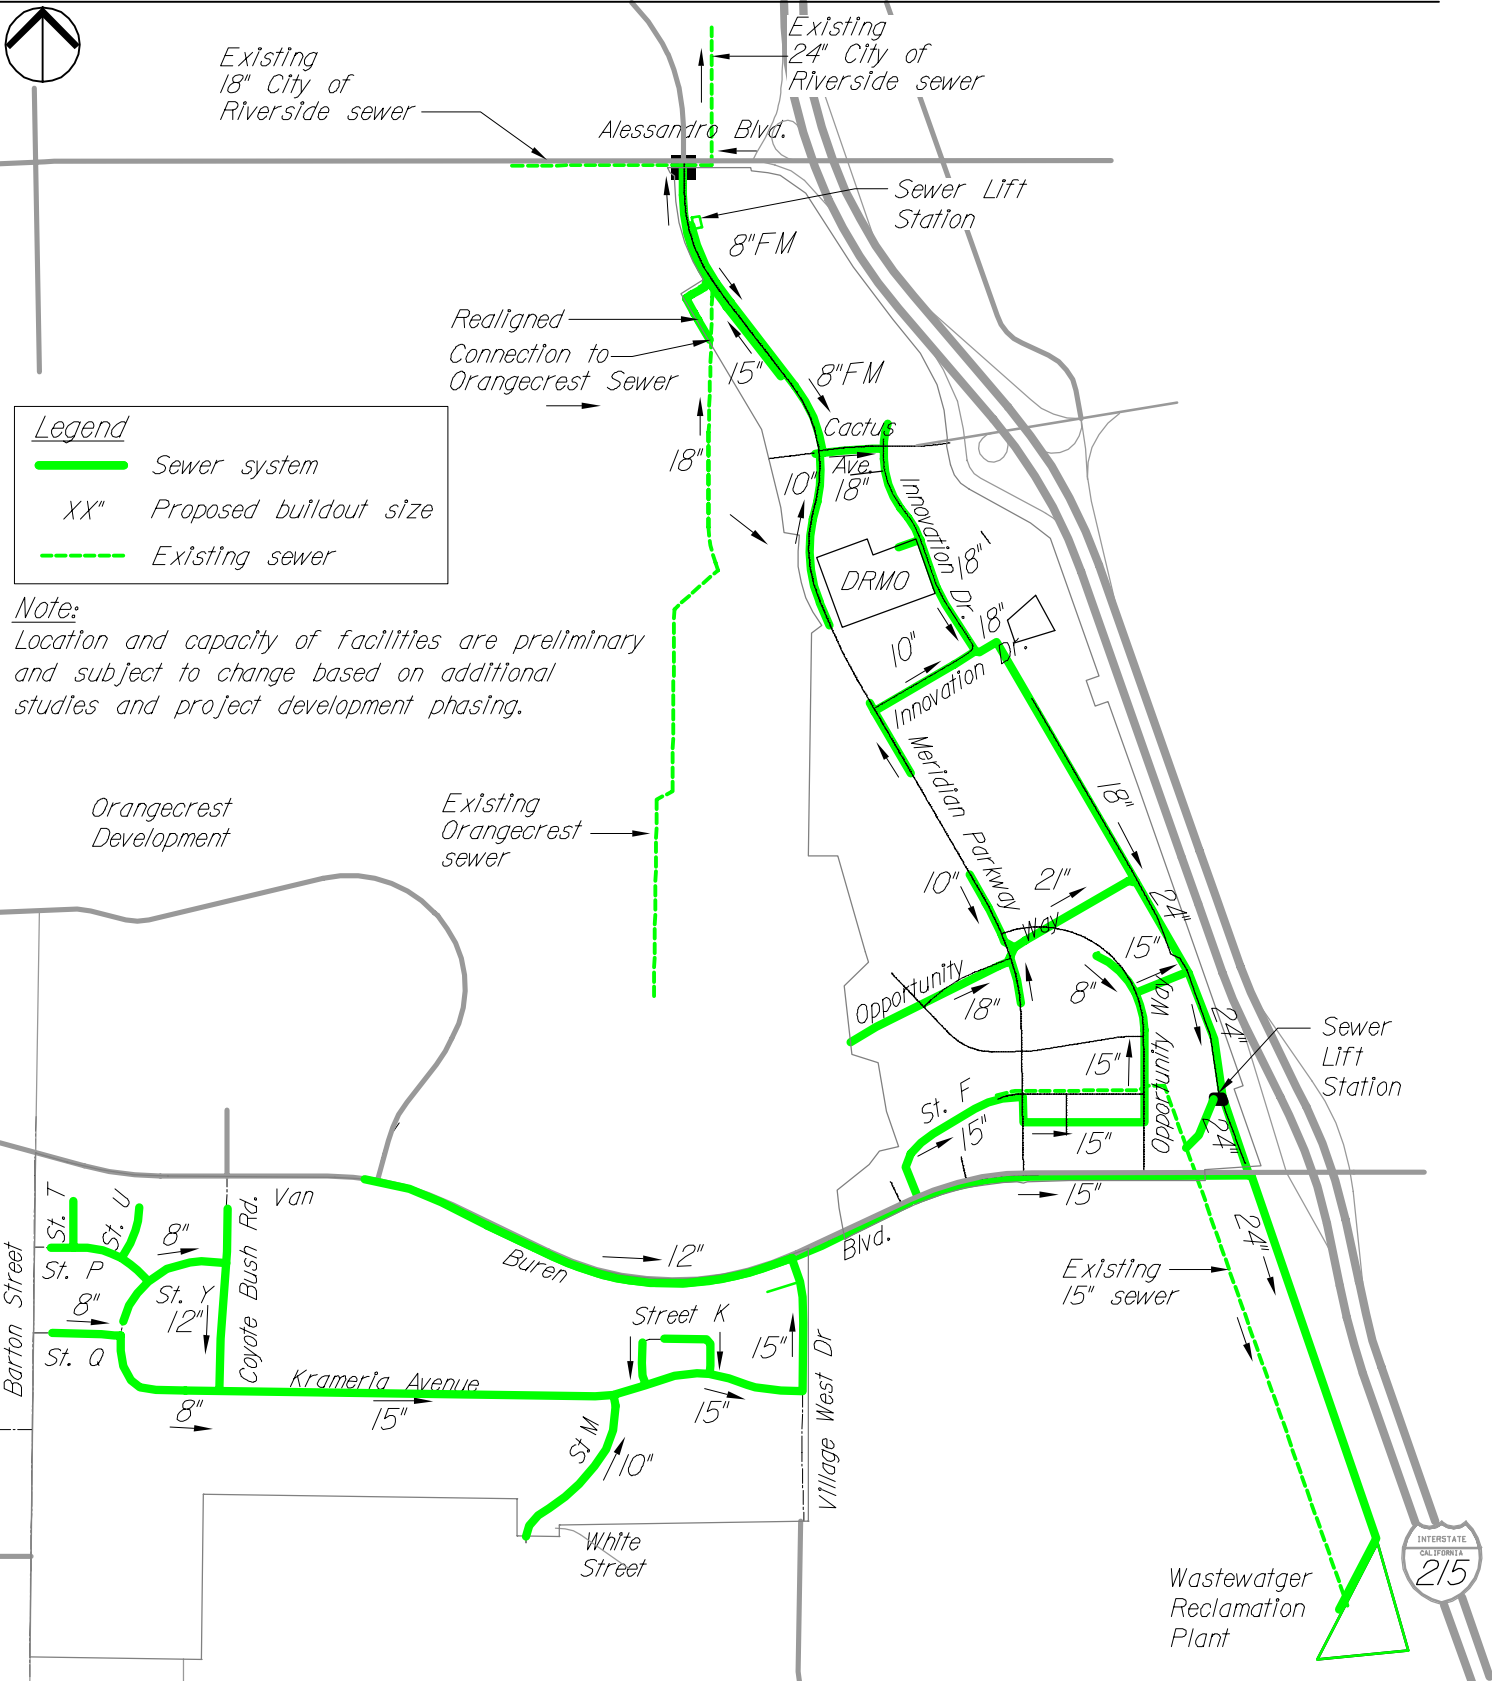 Existing
18" City of
Riverside sewer
Existing
24" City of
Riverside sewer
Alessandro Blvd.
Sewer Lift
Station
8"FM
Realigned
Connection to
Orangecrest Sewer
15"
8"FM
18"
Cactus
Ave.
10"
18"
Innovation Dr.
18"
DRMO
18"
10"
Innovation Dr.
Legend
Sewer system
XX" Proposed buildout size
Existing sewer
Note:
Location and capacity of facilities are preliminary
and subject to change based on additional
studies and project development phasing.
Orangecrest
Development
Existing
Orangecrest
sewer
Meridian Parkway
18"
10"
21"
24"
Opportunity
Way
15"
18"
8"
24"
Opportunity Way
15"
Sewer
Lift
Station
St. F
15"
15"
24"
15"
24"
Existing
15" sewer
Van
Buren
12"
Blvd.
St. T
St. U
8"
St. P
St. Y
8"
12"
St. Q
Barton Street
Coyote Bush Rd.
Krameria Avenue
8"
15"
Street K
15"
15"
Village West Dr
St. M
10"
White
Street
Wastewatger
Reclamation
Plant
INTERSTATE
CALIFORNIA
215